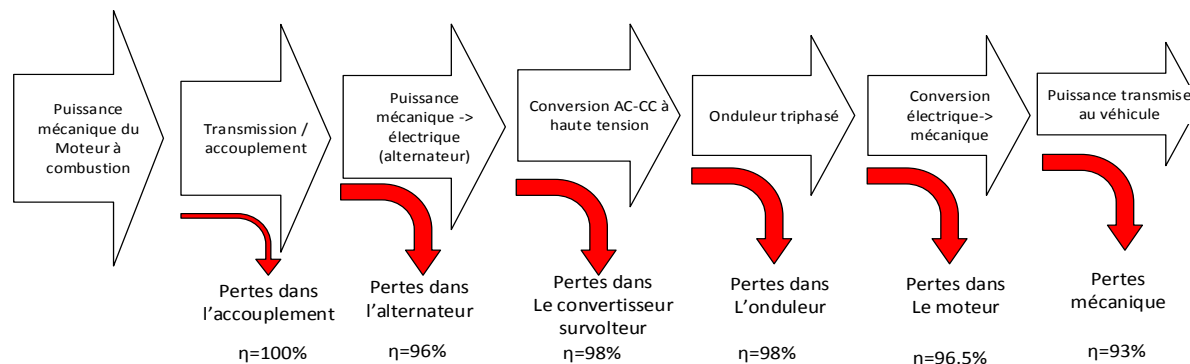 Puissance
mécanique du
Moteur à
combustion
Transmission /
accouplement
Puissance
mécanique ->
électrique
(alternateur)
Conversion AC-CC à
haute tension
Onduleur triphasé
Conversion
électrique->
mécanique
Puissance transmise
au véhicule
Pertes dans
l’accouplement
η=100%
Pertes dans
l’alternateur
η=96%
Pertes dans
Le convertisseur
survolteur
η=98%
Pertes dans
L’onduleur
η=98%
Pertes dans
Le moteur
η=96.5%
Pertes
mécanique
η=93%